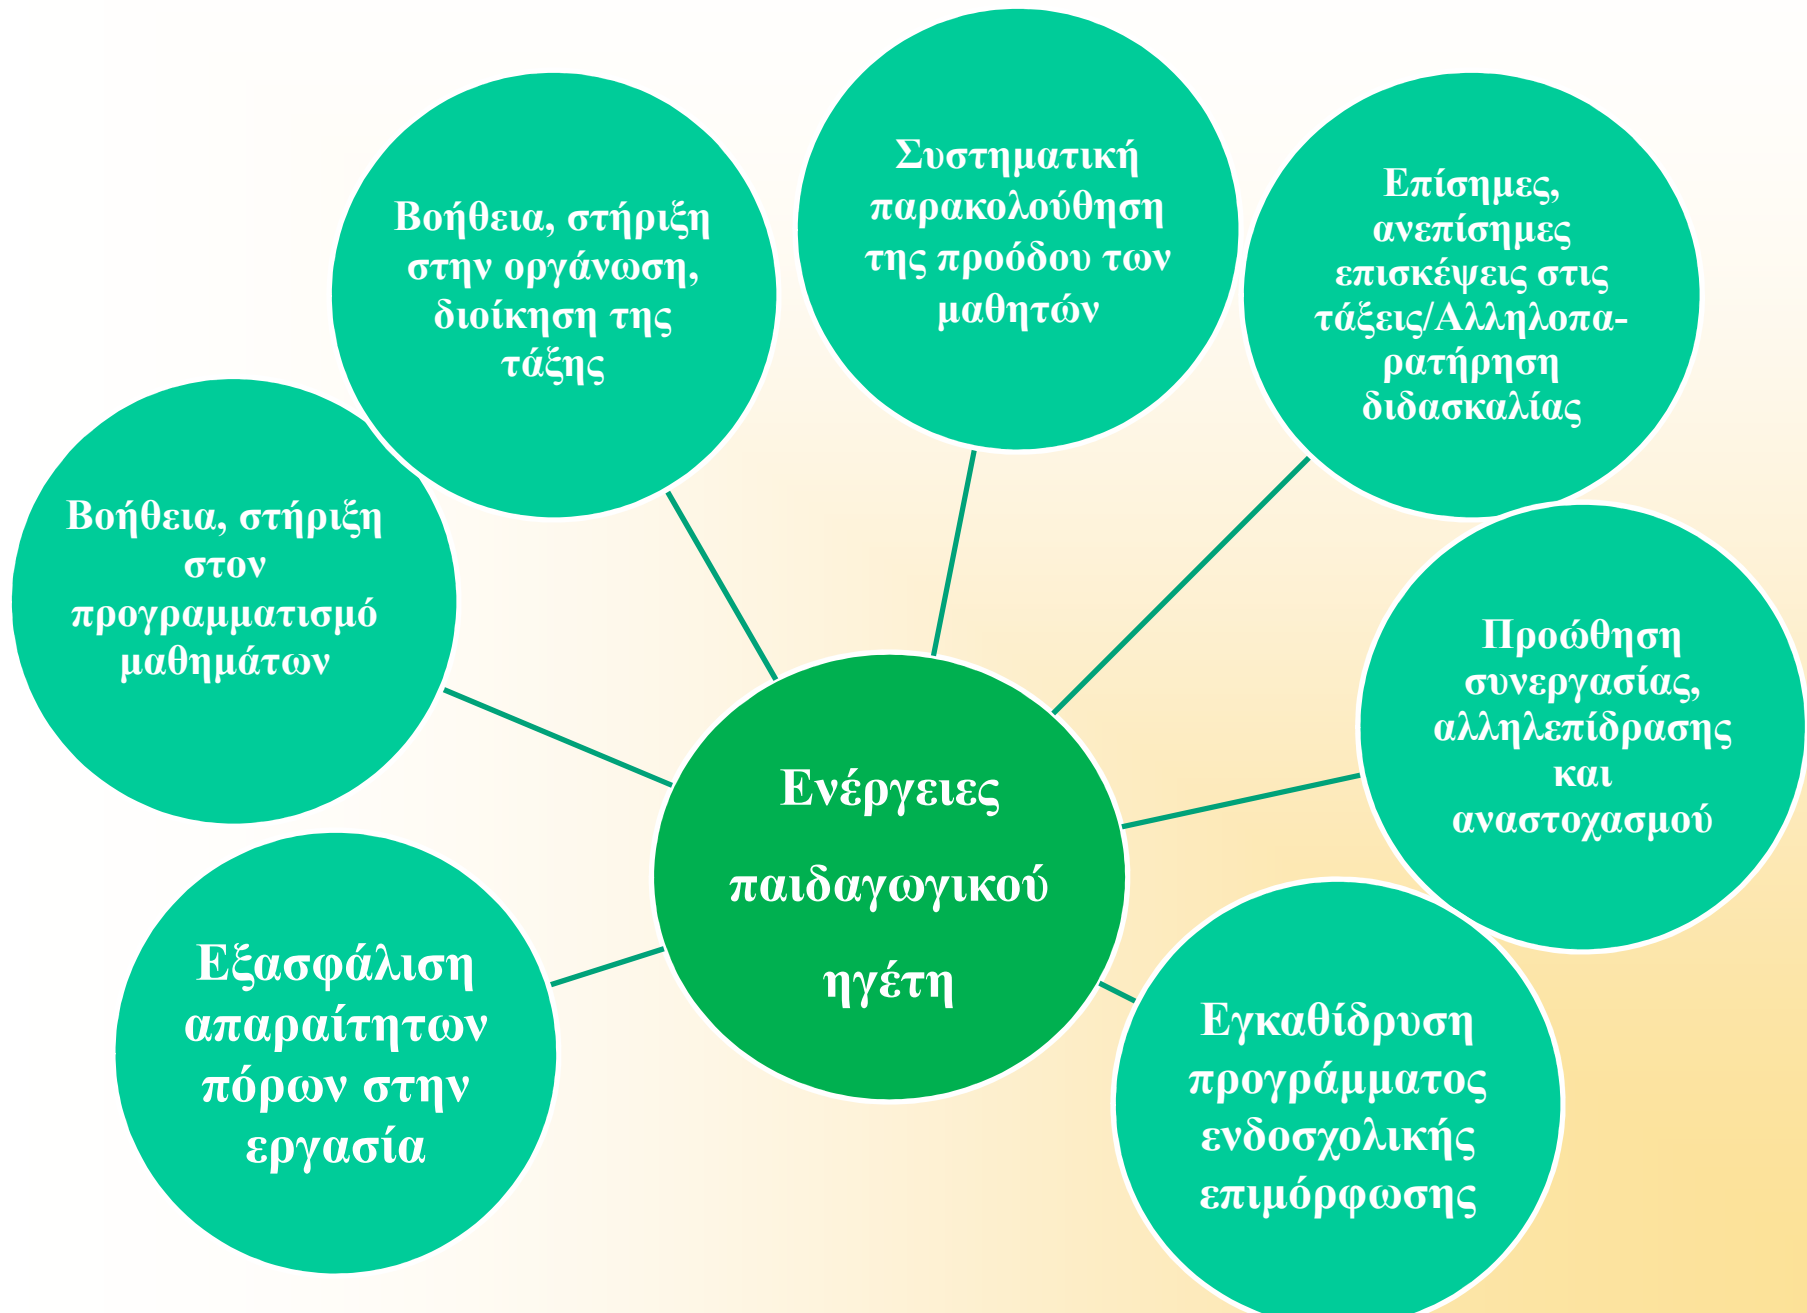 Συστηματική
παρακολούθηση
της προόδου των
μαθητών
Βοήθεια, στήριξη
στην οργάνωση,
διοίκηση της
τάξης
Επίσημες,
ανεπίσημες
επισκέψεις στις
τάξεις/Αλληλοπα-
ρατήρηση
διδασκαλίας
Βοήθεια, στήριξη
στον
προγραμματισμό
μαθημάτων
Προώθηση
συνεργασίας,
αλληλεπίδρασης
και
αναστοχασμού
Ενέργειες
παιδαγωγικού
ηγέτη
Εξασφάλιση
απαραίτητων
πόρων στην
εργασία
Εγκαθίδρυση
προγράμματος
ενδοσχολικής
επιμόρφωσης